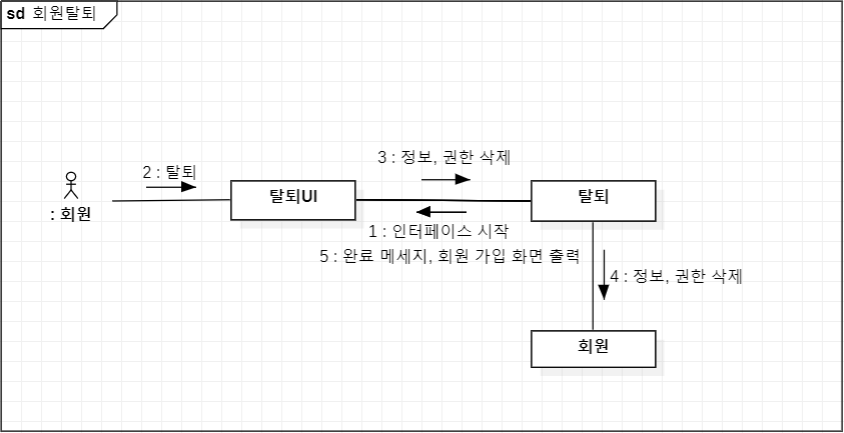 sd 회원탈퇴
3 : 정보, 권한 삭제
2 : 탈퇴
탈퇴UI
탈퇴
: 회원
1 : 인터페이스 시작
5 : 완료 메세지, 회원 가입 화면 출력
4 : 정보, 권한 삭제
회원